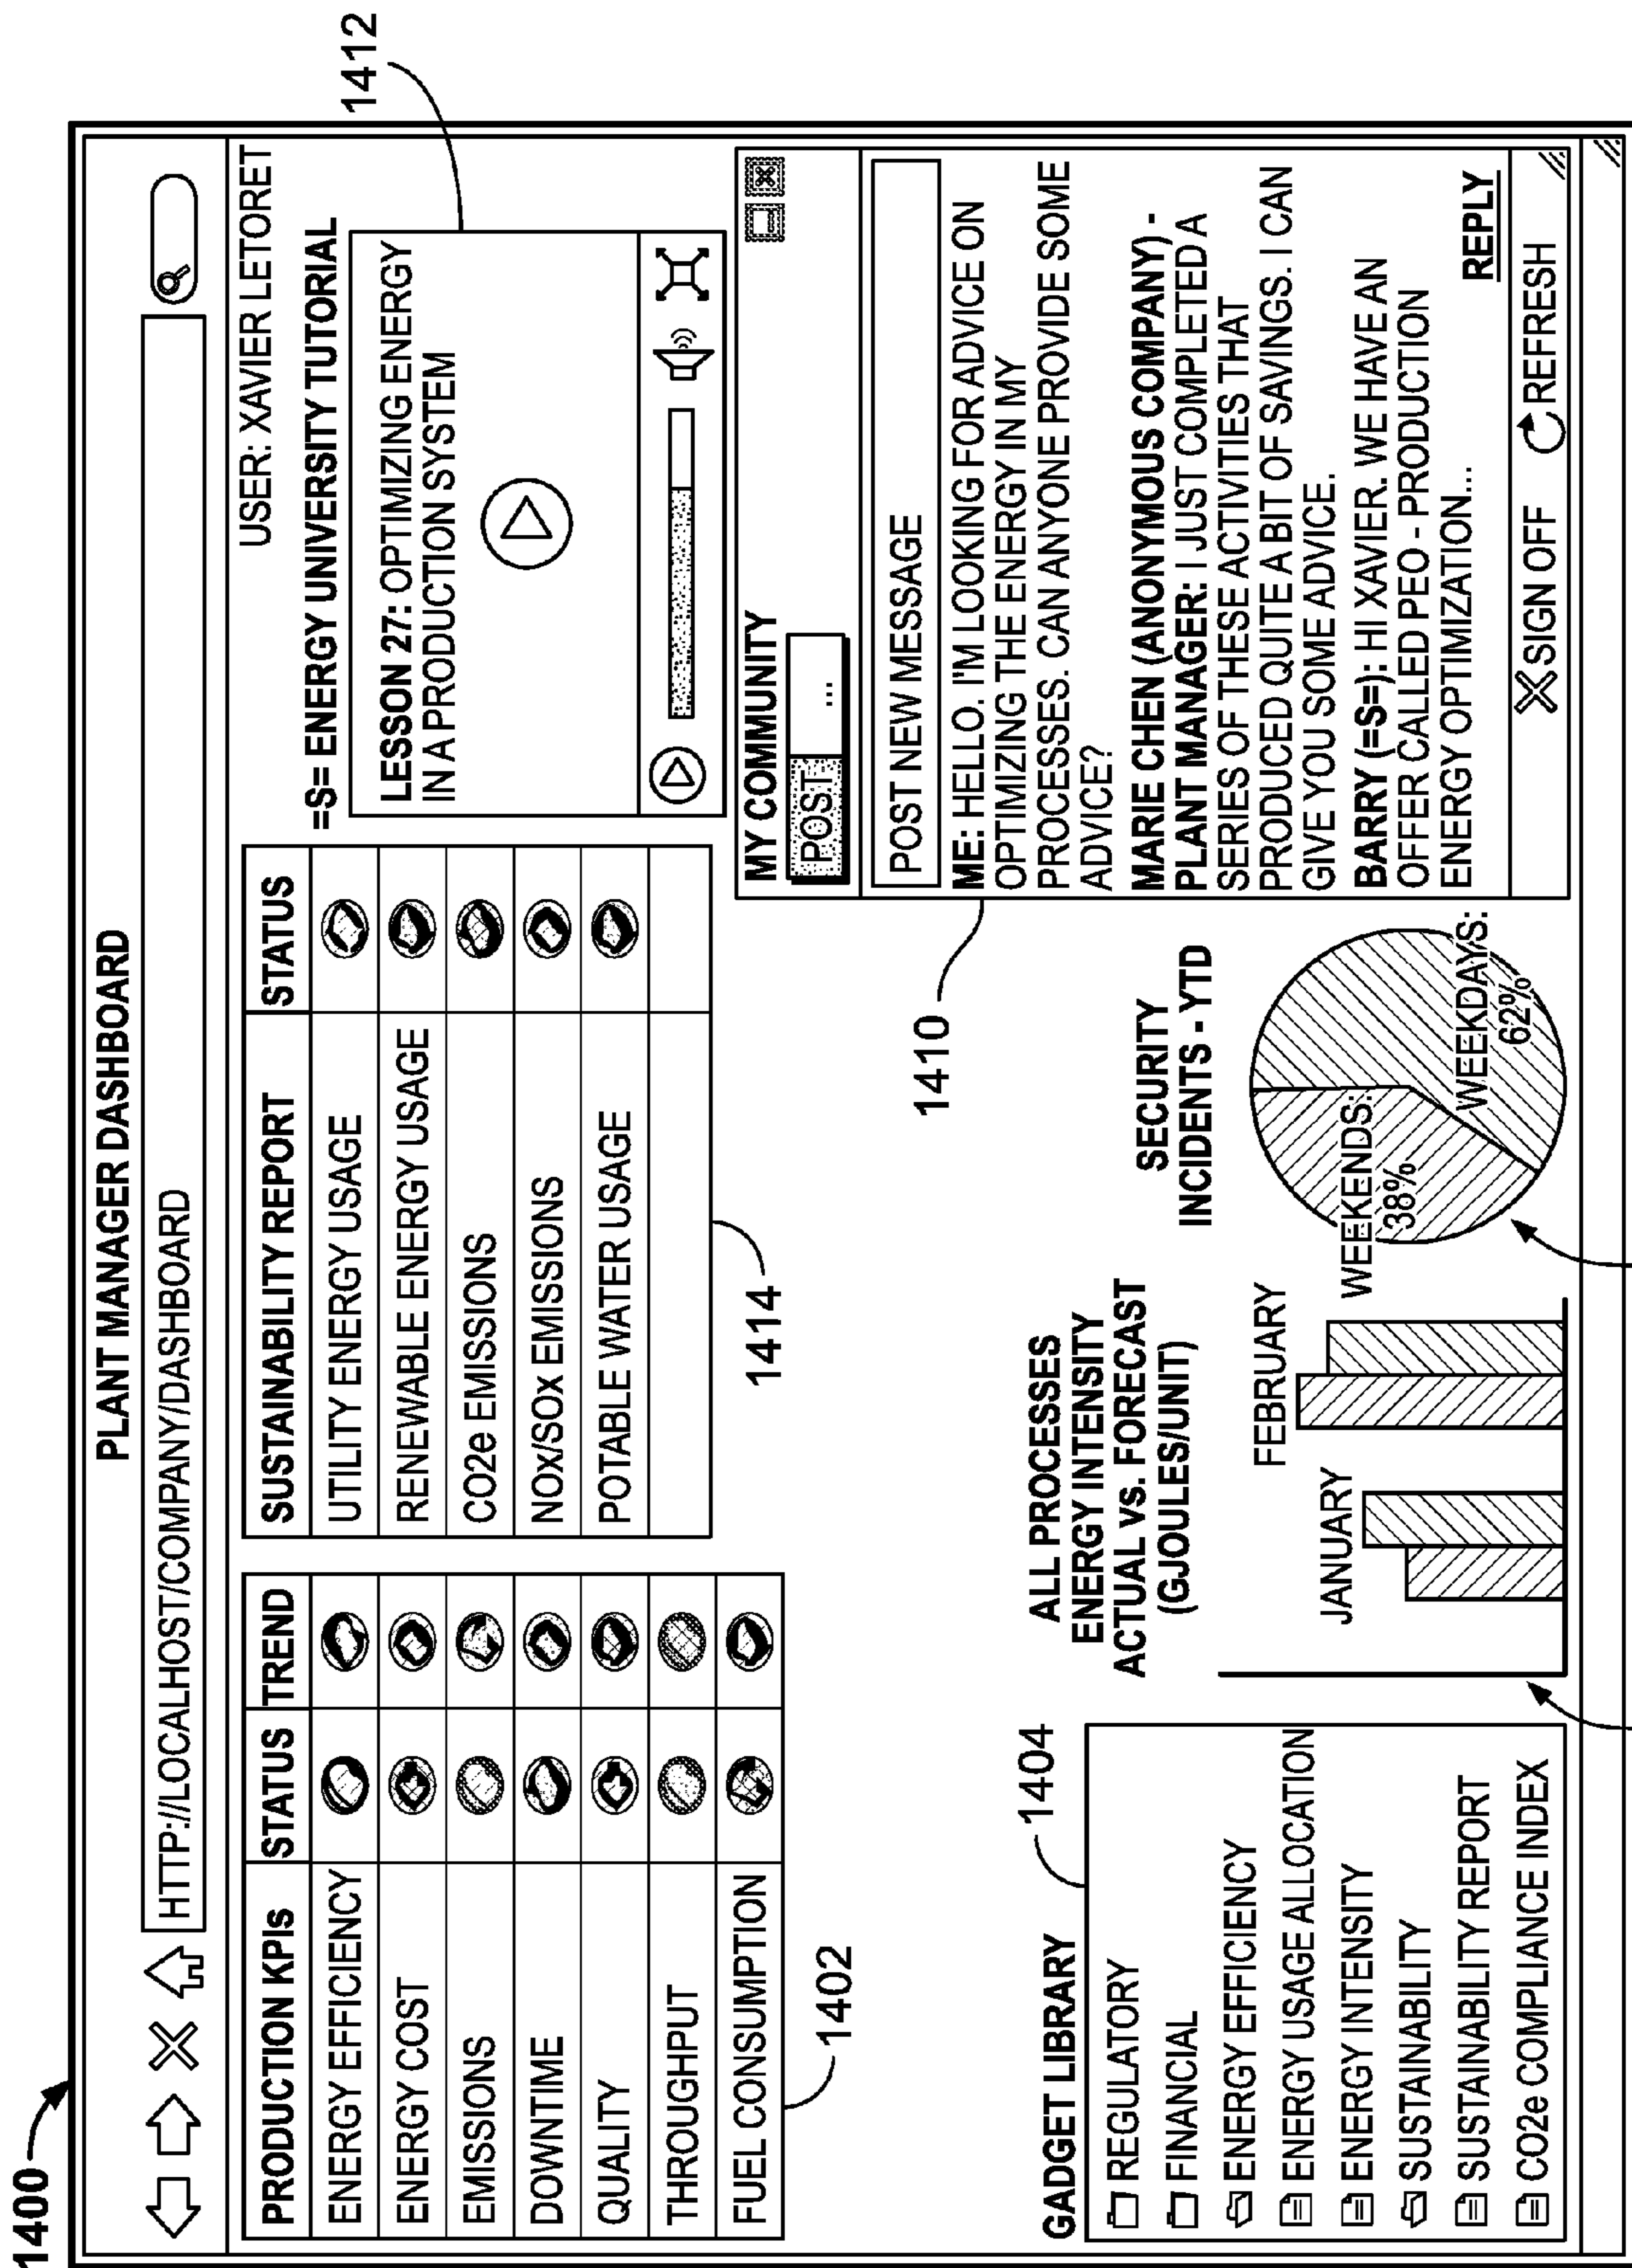 1400
PLANT MANAGER DASHBOARD
HTTP://LOCALHOST/COMPANY/DASHBOARD
USER: XAVIER LETORET
PRODUCTION KPIs STATUS TREND
ENERGY EFFICIENCY
ENERGY COST
EMISSIONS
DOWNTIME
QUALITY
THROUGHPUT
FUEL CONSUMPTION
1402
SUSTAINABILITY REPORT STATUS
UTILITY ENERGY USAGE
RENEWABLE ENERGY USAGE
CO2e EMISSIONS
NOx/SOx EMISSIONS
POTABLE WATER USAGE
1414
=S= ENERGY UNIVERSITY TUTORIAL
LESSON 27: OPTIMIZING ENERGY
IN A PRODUCTION SYSTEM
1412
GADGET LIBRARY
1404
REGULATORY
FINANCIAL
ENERGY EFFICIENCY
ENERGY USAGE ALLOCATION
ENERGY INTENSITY
SUSTAINABILITY
SUSTAINABILITY REPORT
CO2e COMPLIANCE INDEX
ALL PROCESSES
ENERGY INTENSITY
ACTUAL vs. FORECAST
(GJOULES/UNIT)
JANUARY
FEBRUARY
SECURITY
INCIDENTS - YTD
WEEKENDS:
38%
WEEKDAYS:
62%
1410
MY COMMUNITY
POST ...
POST NEW MESSAGE
ME: HELLO. I'M LOOKING FOR ADVICE ON
OPTIMIZING THE ENERGY IN MY
PROCESSES. CAN ANYONE PROVIDE SOME
ADVICE?
MARIE CHEN (ANONYMOUS COMPANY) -
PLANT MANAGER: I JUST COMPLETED A
SERIES OF THESE ACTIVITIES THAT
PRODUCED QUITE A BIT OF SAVINGS. I CAN
GIVE YOU SOME ADVICE.
BARRY (=S=): HI XAVIER. WE HAVE AN
OFFER CALLED PEO - PRODUCTION
ENERGY OPTIMIZATION...
REPLY
SIGN OFF REFRESH